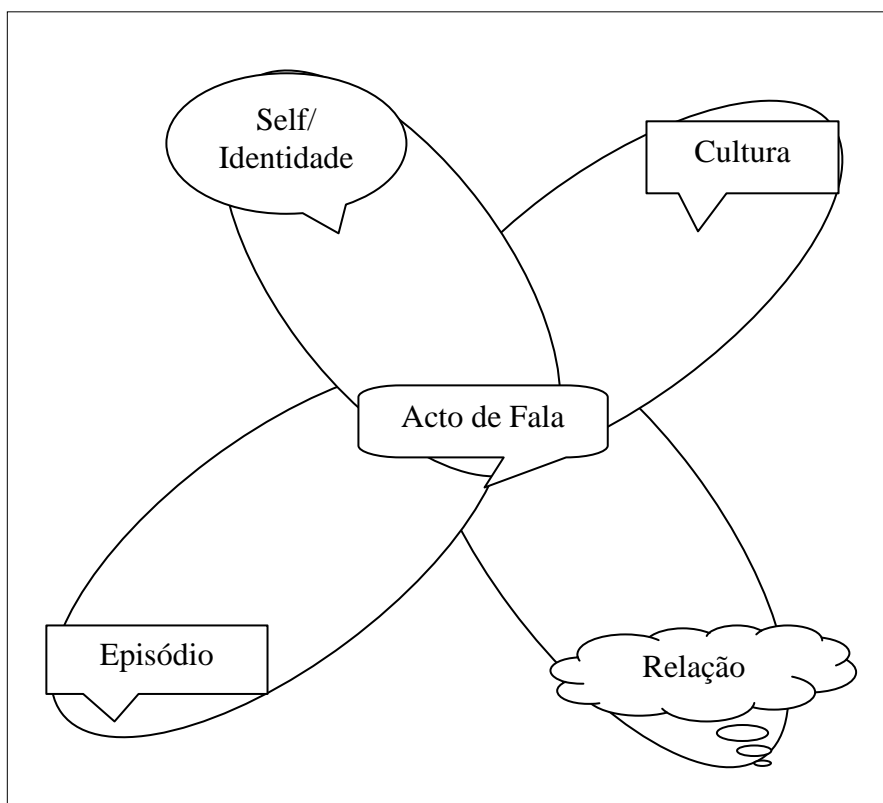 Self/
Identidade
Cultura
Acto de Fala
Episódio
Relação